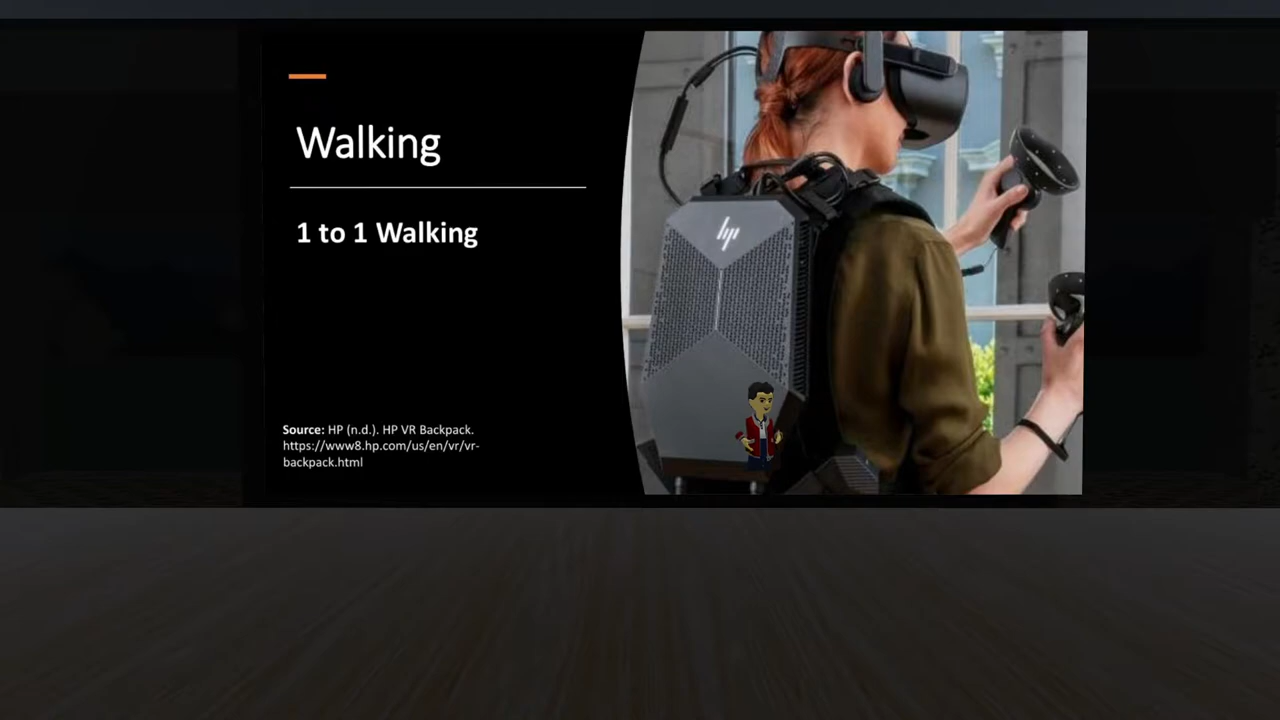 Walking
1 to 1 Walking
Source: HP (n.d.). HP VR Backpack.
https://www8.hp.com/us/en/vr/vr-
backpack.html
hp